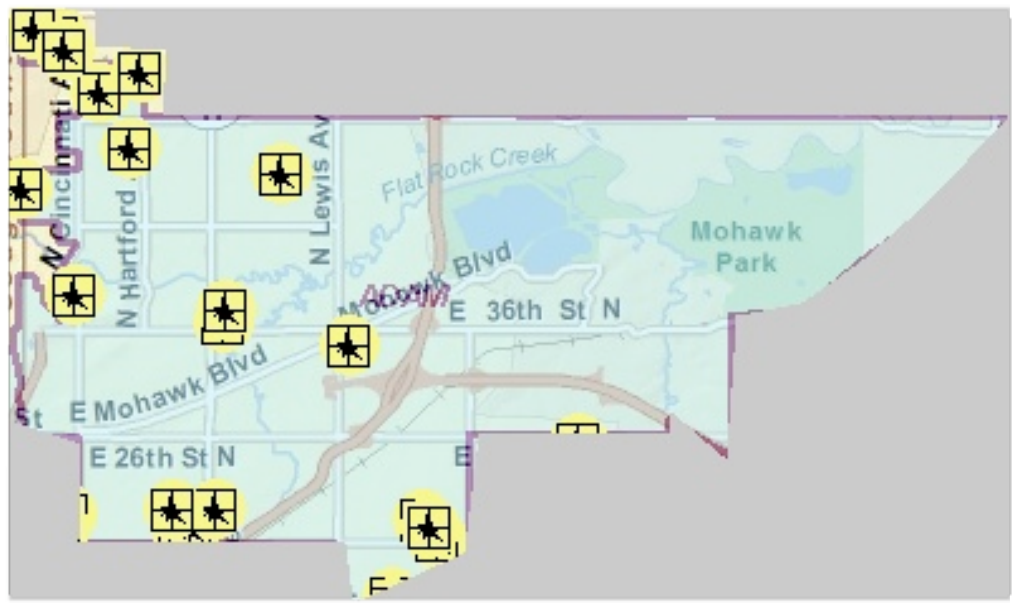 N Cincinnati A
N Hartford
N Lewis Av
Flat Rock Creek
Mohawk
Park
Mohawk Blvd
E 36th St N
E Mohawk Blvd
St
E 26th St N
E